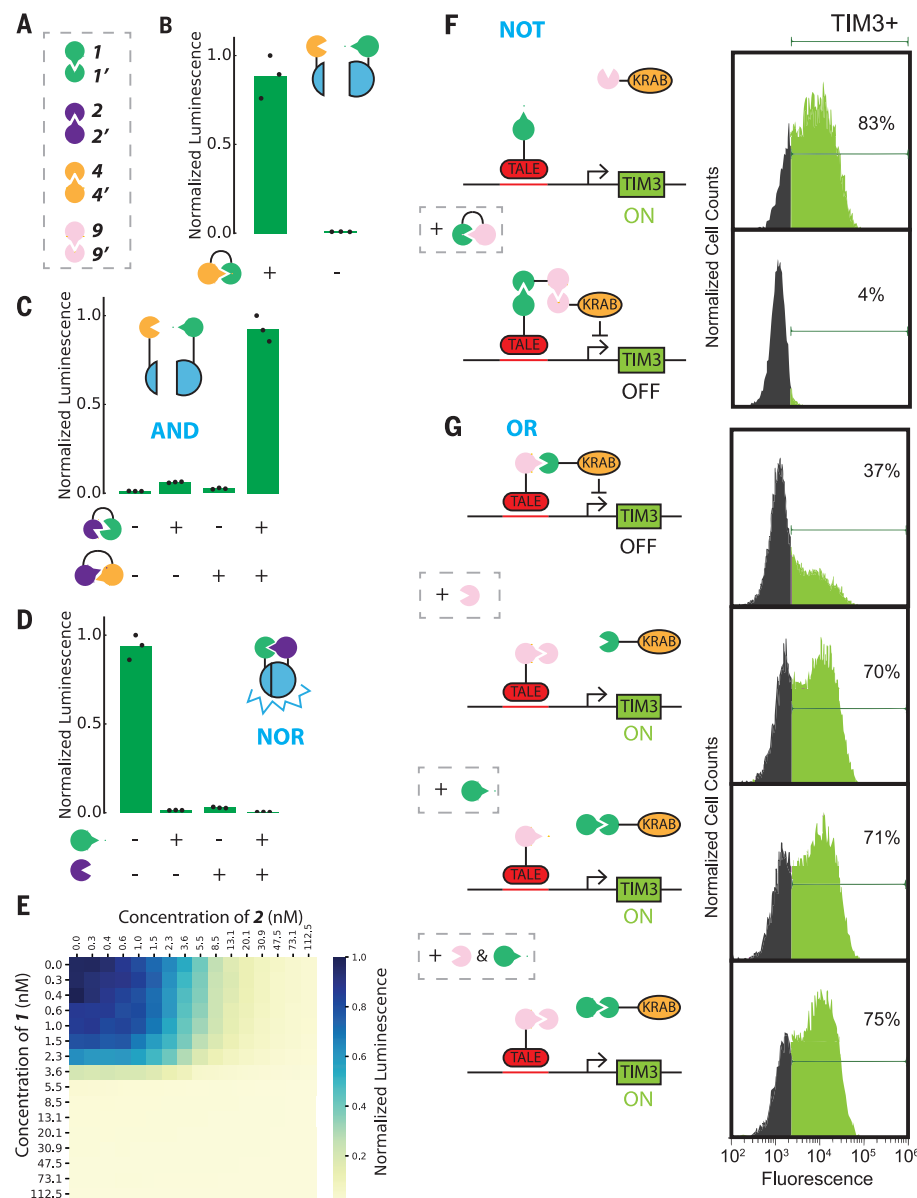 A
1
1'
2
2'
4
4'
9
9'
B
Normalized Luminescence
1.0
0.5
0.0
+ -
C
Normalized Luminescence
1.0
0.5
0.0
AND
- + - +
- - + +
D
Normalized Luminescence
1.0
0.5
0.0
NOR
- + - +
- - + +
E
Concentration of 2 (nM)
0.0 0.3 0.4 0.6 1.0 1.5 2.3 3.6 5.5 8.5 13.1 20.1 30.9 47.5 73.1 112.5
Concentration of 1 (nM)
0.0
0.3
0.4
0.6
1.0
1.5
2.3
3.6
5.5
8.5
13.1
20.1
30.9
47.5
73.1
112.5
1.0
0.8
0.6
0.4
0.2
Normalized Luminescence
F
NOT
KRAB
TALE
TIM3
ON
+
KRAB
TALE
TIM3
OFF
TIM3+
83%
4%
Normalized Cell Counts
G
OR
KRAB
TALE
TIM3
OFF
+
KRAB
TALE
TIM3
ON
+
KRAB
TALE
TIM3
ON
+ &
KRAB
TALE
TIM3
ON
37%
70%
71%
75%
Normalized Cell Counts
10² 10³ 10⁴ 10⁵ 10⁶
Fluorescence